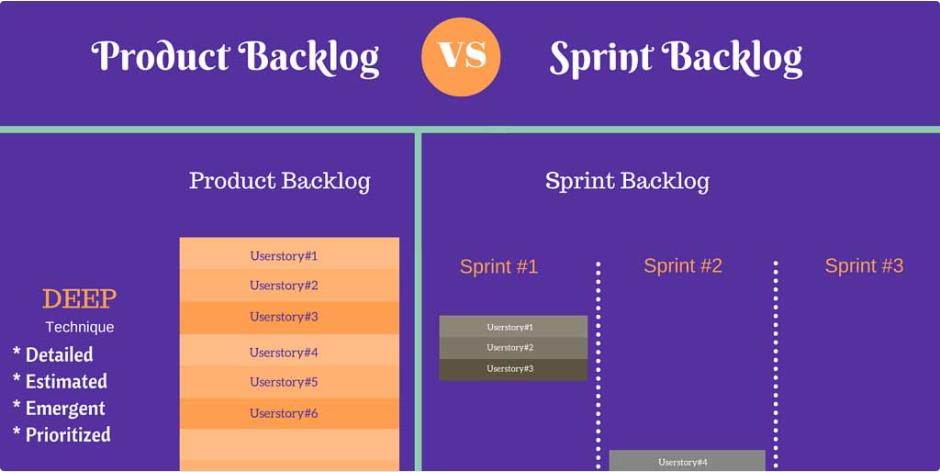 Product Backlog
VS
Sprint Backlog
Product Backlog
Userstory#1
Userstory#2
Userstory#3
Userstory#4
Userstory#5
Userstory#6
DEEP
Technique
* Detailed
* Estimated
* Emergent
* Prioritized
Sprint Backlog
Sprint #1
Userstory#1
Userstory#2
Userstory#3
Sprint #2
Userstory#4
Sprint #3